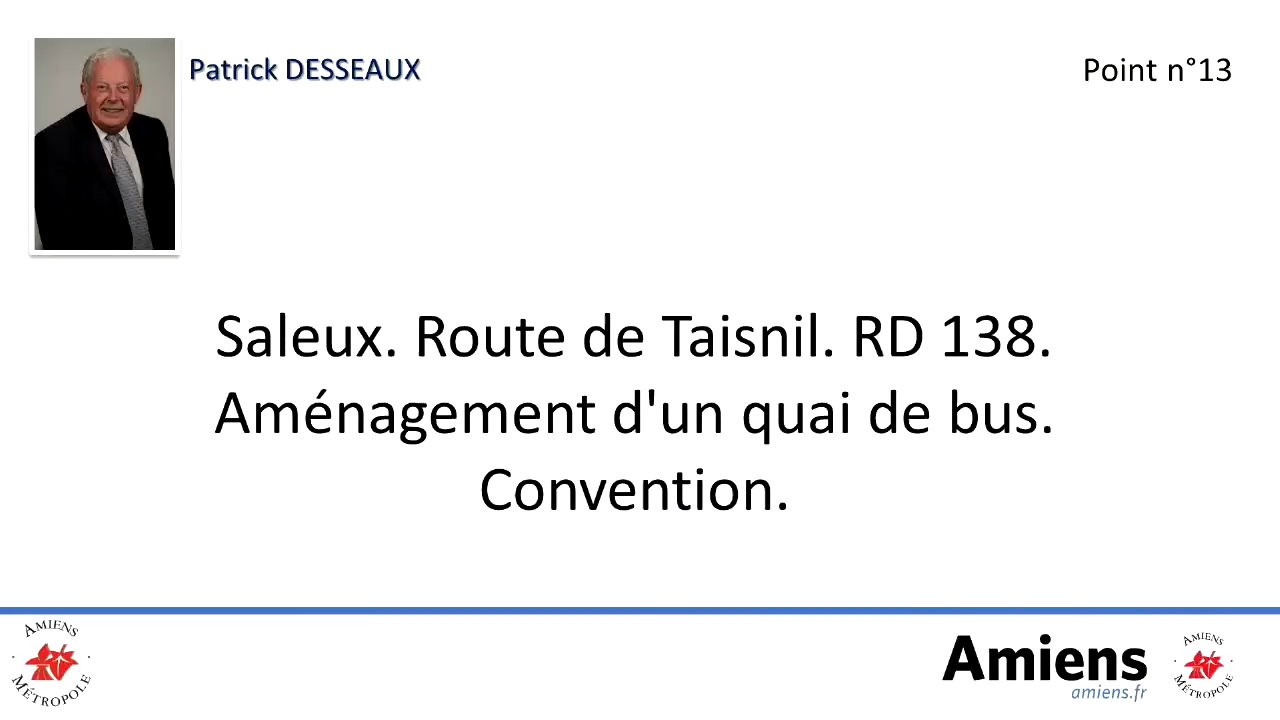 Patrick DESSEAUX
Point n°13
Saleux. Route de Taisnil. RD 138.
Aménagement d'un quai de bus.
Convention.
AMIENS
MÉTROPOLE
Amiens
amiens.fr
AMIENS
MÉTROPOLE